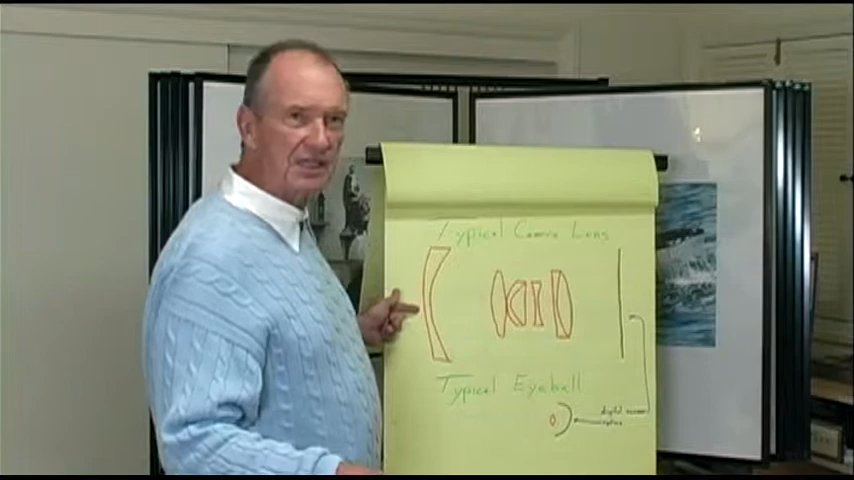 Typical Camera Lens
Typical Eyeball
digital sensor
retina